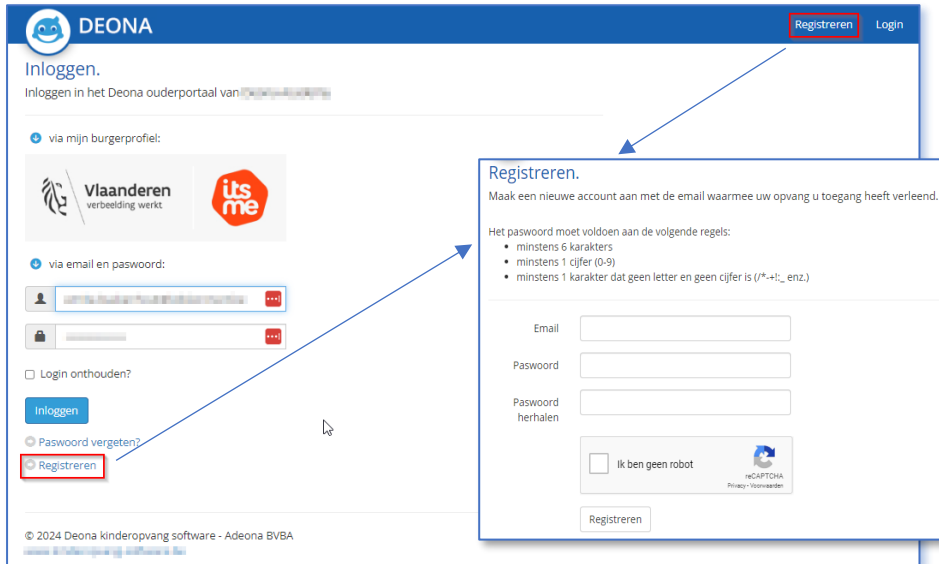 DEONA
Registreren Login
Inloggen.
Inloggen in het Deona ouderportaal van
via mijn burgerprofiel:
Vlaanderen
verbeelding werkt
its
me
via email en paswoord:
Login onthouden?
Inloggen
Paswoord vergeten?
Registreren
© 2024 Deona kinderopvang software - Adeona BVBA
Registreren.
Maak een nieuwe account aan met de email waarmee uw opvang u toegang heeft verleend.
Het paswoord moet voldoen aan de volgende regels:
• minstens 6 karakters
• minstens 1 cijfer (0-9)
• minstens 1 karakter dat geen letter en geen cijfer is (/*-+!:_ enz.)
Email
Paswoord
Paswoord
herhalen
Ik ben geen robot
reCAPTCHA
Privacy - Voorwaarden
Registreren